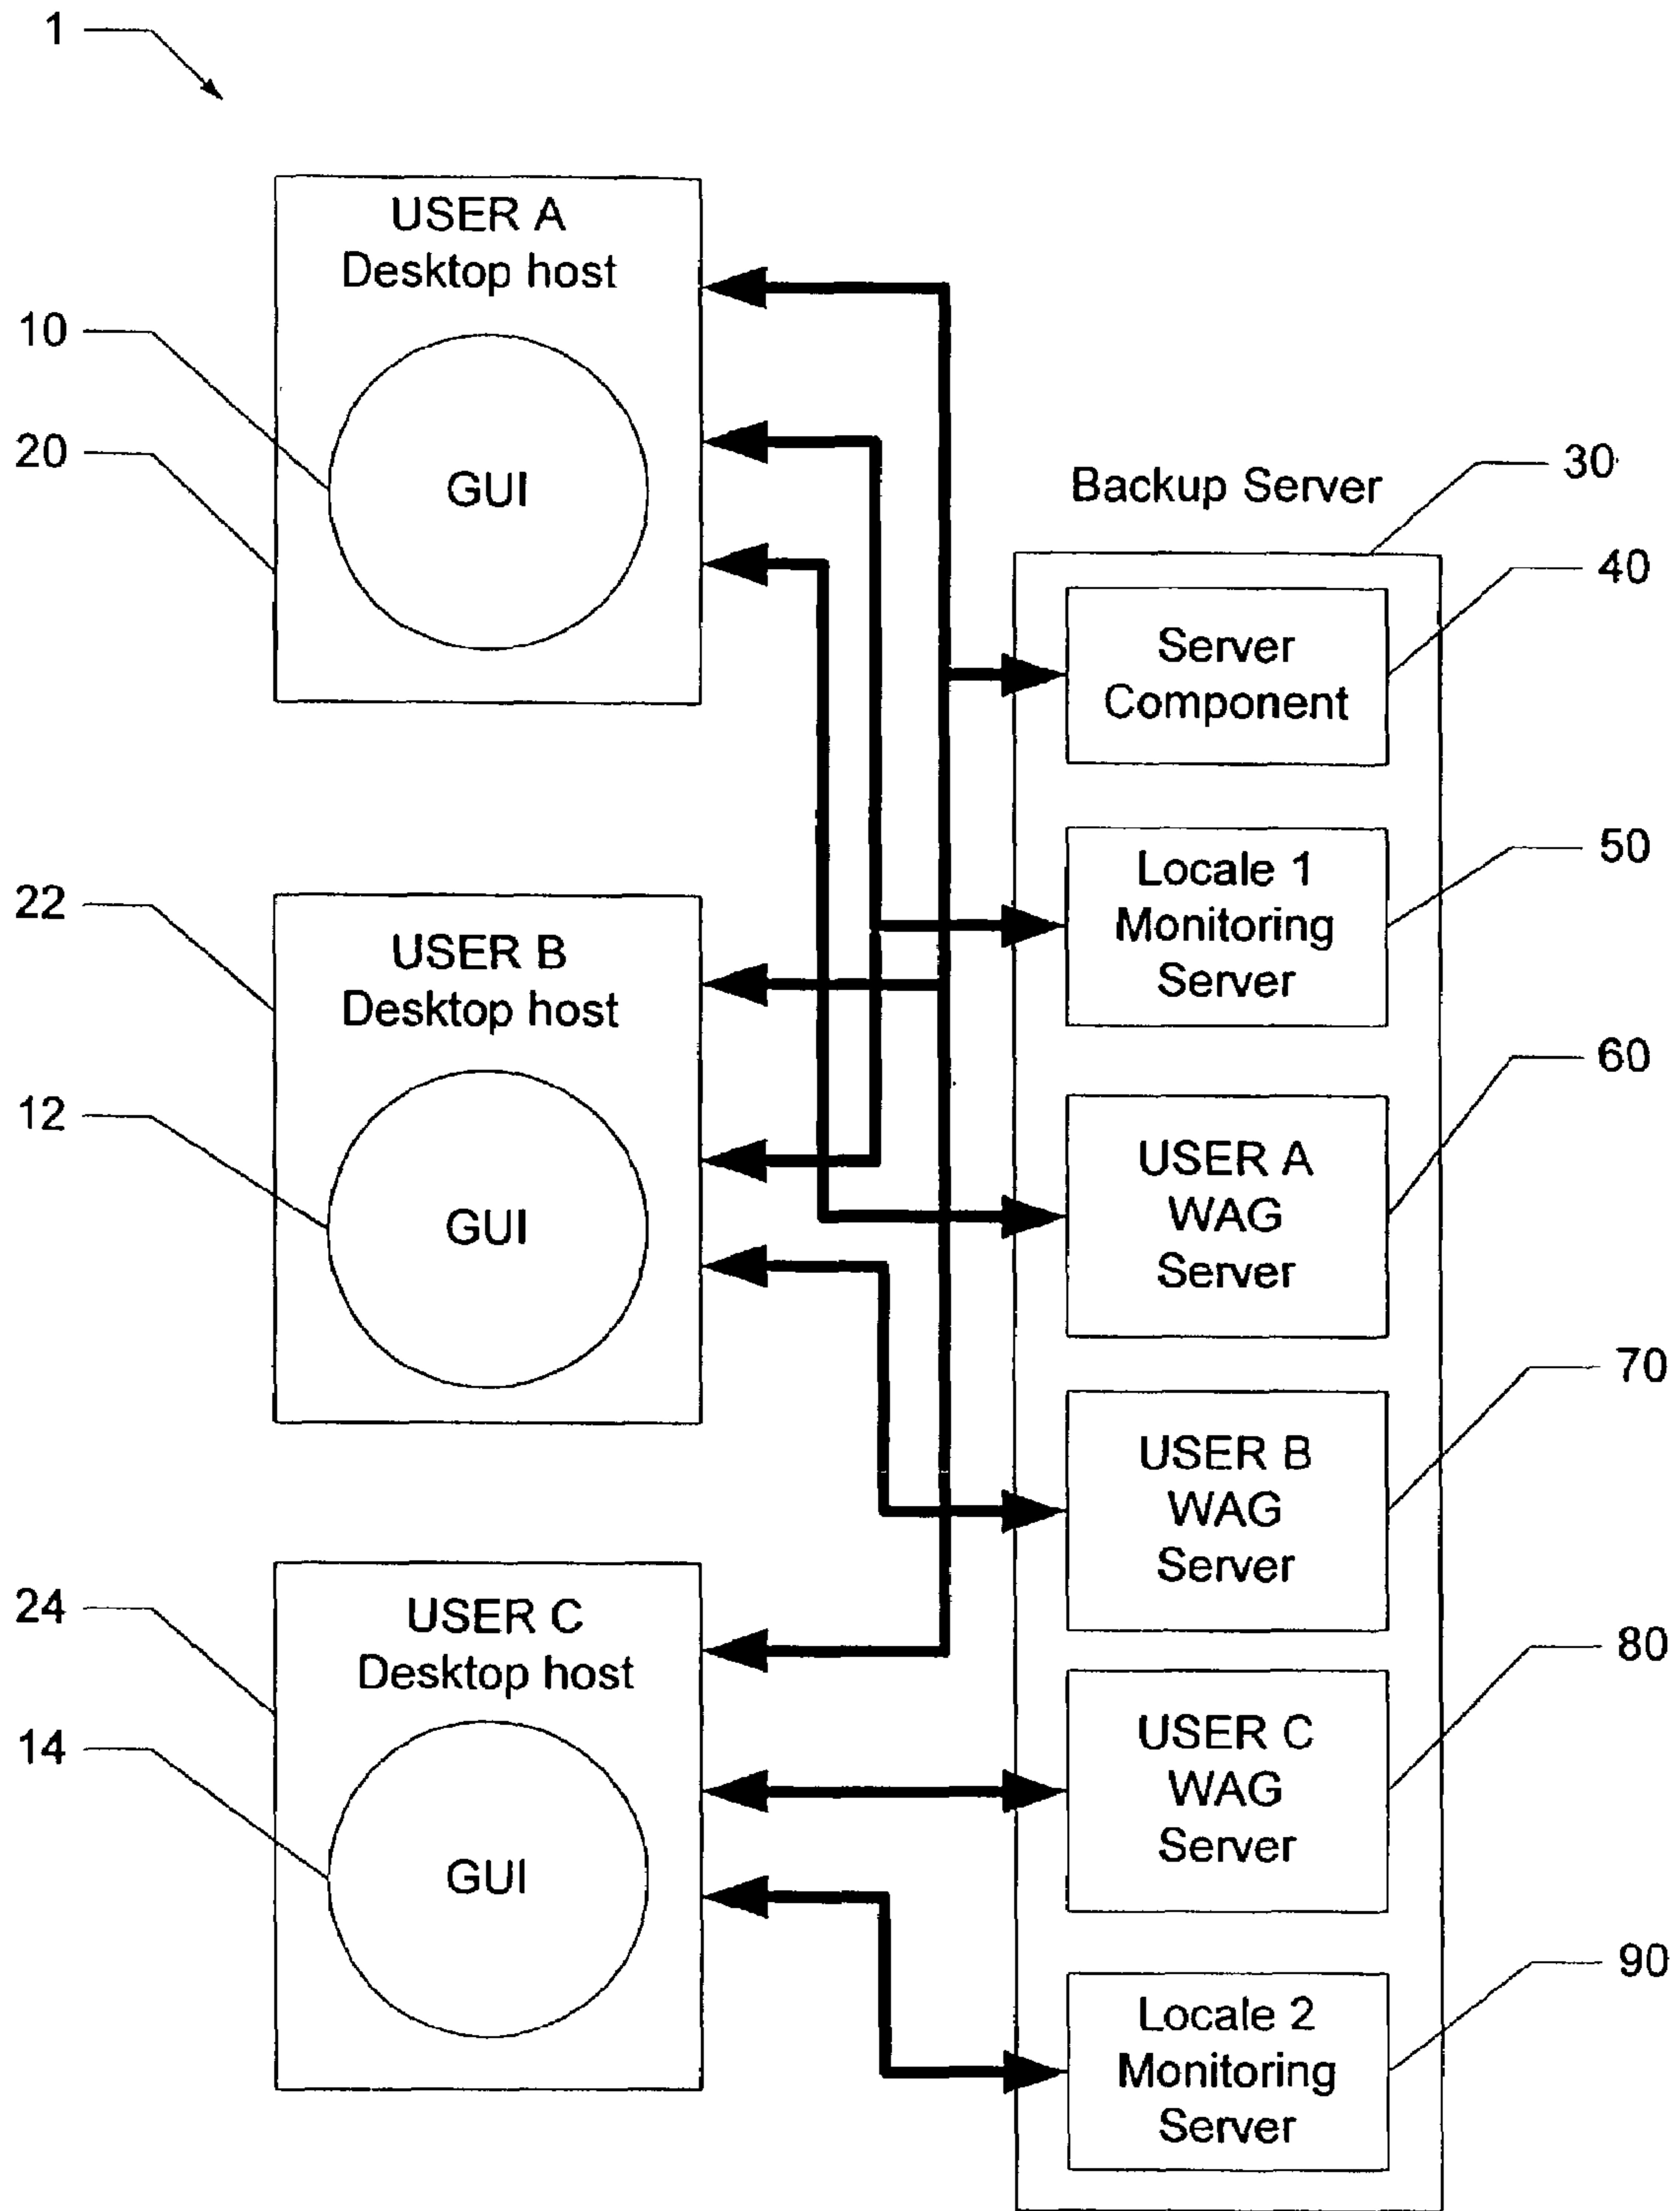 1
USER A
Desktop host
10
20
GUI
Backup Server
30
40
Server
Component
50
Locale 1
Monitoring
Server
22
USER B
Desktop host
60
12
GUI
USER A
WAG
Server
70
USER B
WAG
Server
24
USER C
Desktop host
80
14
GUI
USER C
WAG
Server
90
Locale 2
Monitoring
Server